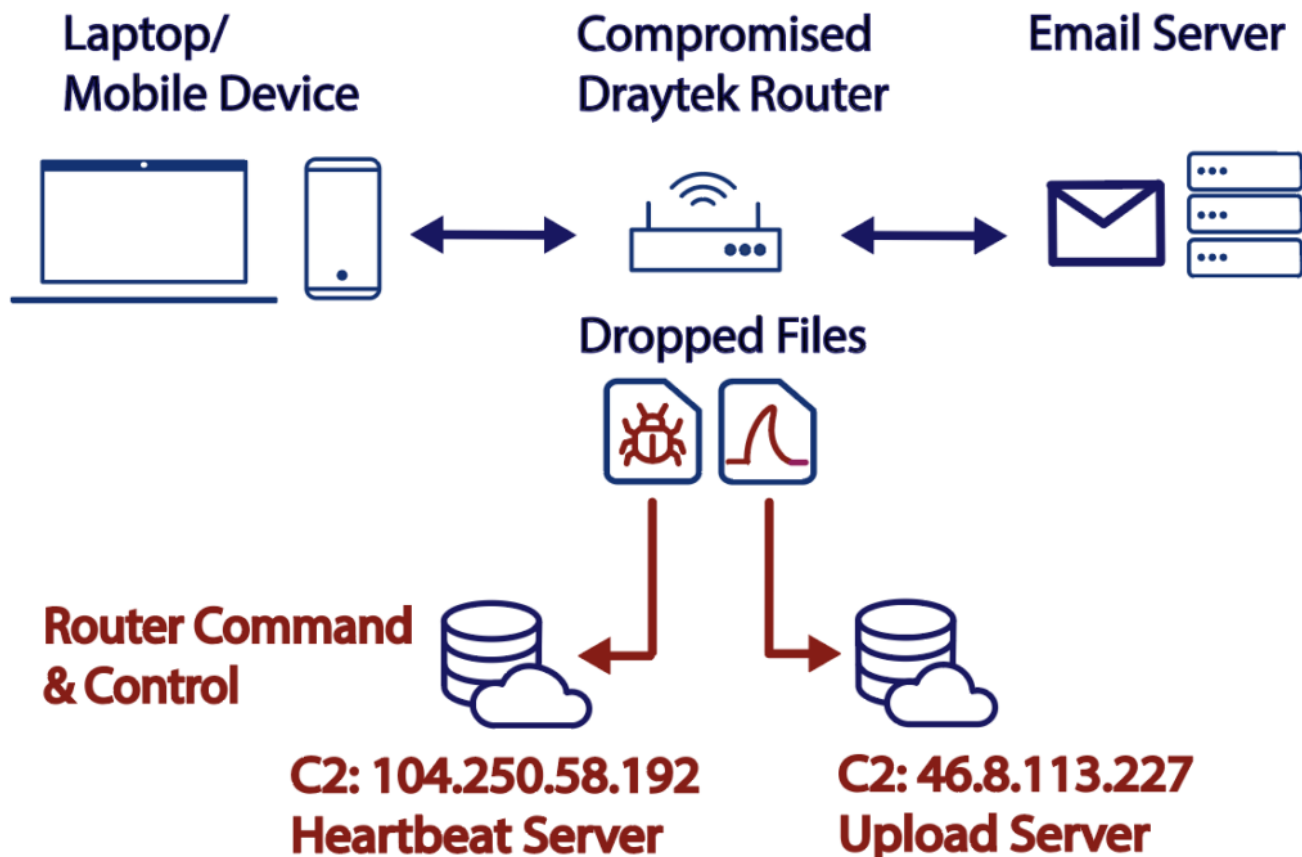 Laptop/
Mobile Device
Compromised
Draytek Router
Email Server
Dropped Files
Router Command
& Control
C2: 104.250.58.192
Heartbeat Server
C2: 46.8.113.227
Upload Server